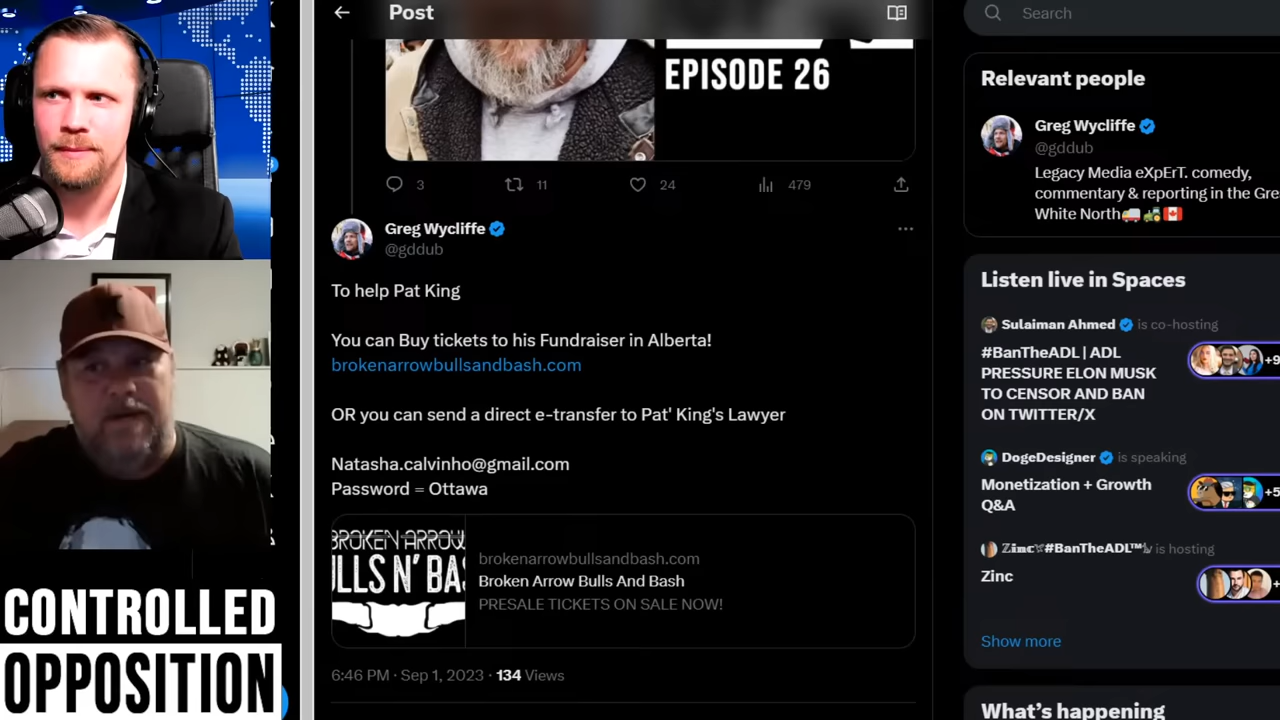 Post
Search
EPISODE 26
3
11
24
479
Greg Wycliffe
@gddub
To help Pat King
You can Buy tickets to his Fundraiser in Alberta!
brokenarrowbullsandbash.com
OR you can send a direct e-transfer to Pat' King's Lawyer
Natasha.calvinho@gmail.com
Password = Ottawa
BROKEN ARROW
BULLS N' BA
brokenarrowbullsandbash.com
Broken Arrow Bulls And Bash
PRESALE TICKETS ON SALE NOW!
6:46 PM · Sep 1, 2023 · 134 Views
Relevant people
Greg Wycliffe
@gddub
Legacy Media eXpErT. comedy,
commentary & reporting in the Gre
White North
Listen live in Spaces
Sulaiman Ahmed is co-hosting
#BanTheADL | ADL
PRESSURE ELON MUSK
TO CENSOR AND BAN
ON TWITTER/X
+9
DogeDesigner is speaking
Monetization + Growth
Q&A
+5
Zinc #BanTheADL™ is hosting
Zinc
+
Show more
What's happening
CONTROLLED
OPPOSITION